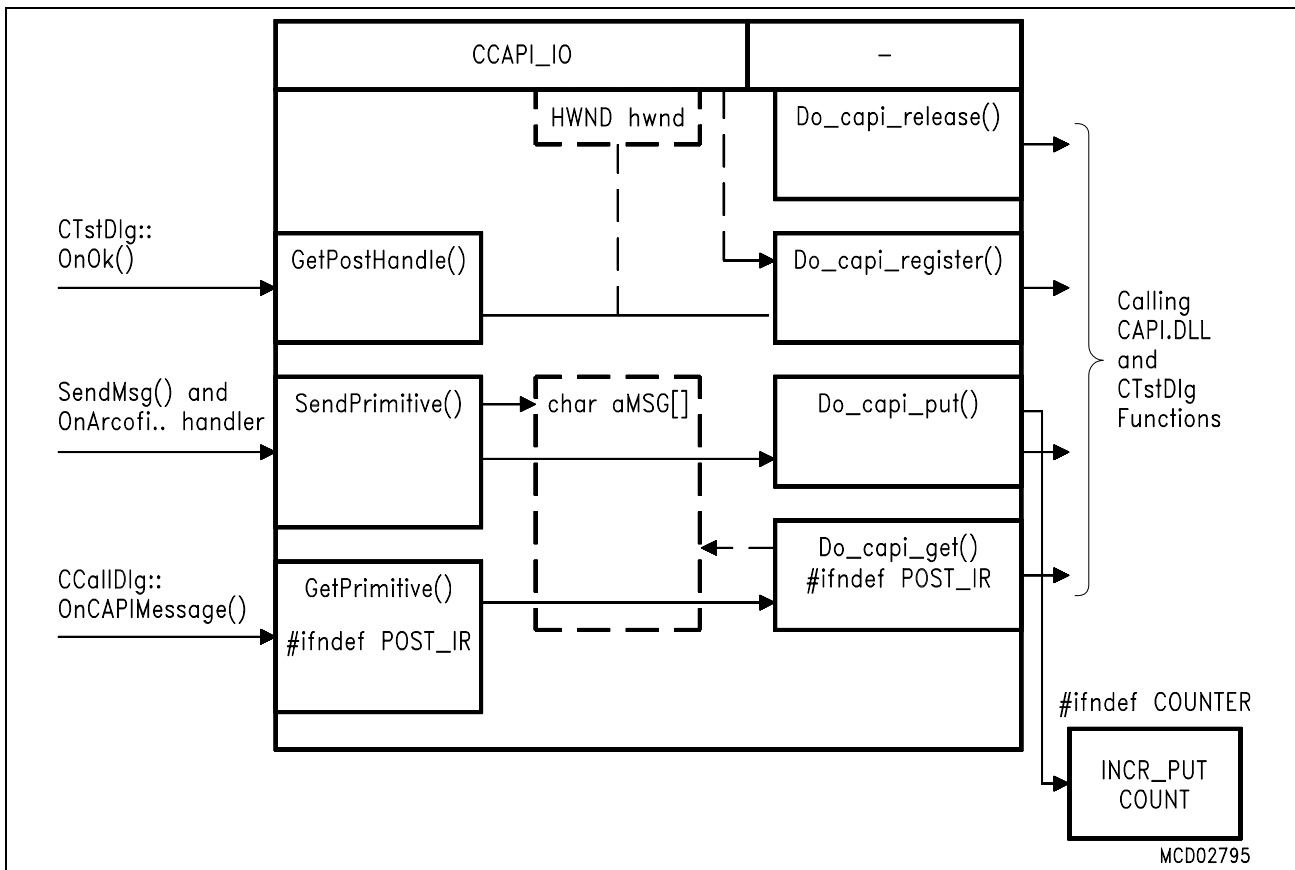 CCAPI_IO
-
HWND hwnd
Do_capi_release()
CTstDlg::
OnOk()
GetPostHandle()
Do_capi_register()
Calling
CAPI.DLL
and
CTstDlg
Functions
SendMsg() and
OnArcofi.. handler
SendPrimitive()
char aMSG[]
Do_capi_put()
Do_capi_get()
#ifndef POST_IR
CCallDlg::
OnCAPIMessage()
GetPrimitive()
#ifndef POST_IR
#ifndef COUNTER
INCR_PUT
COUNT
MCD02795